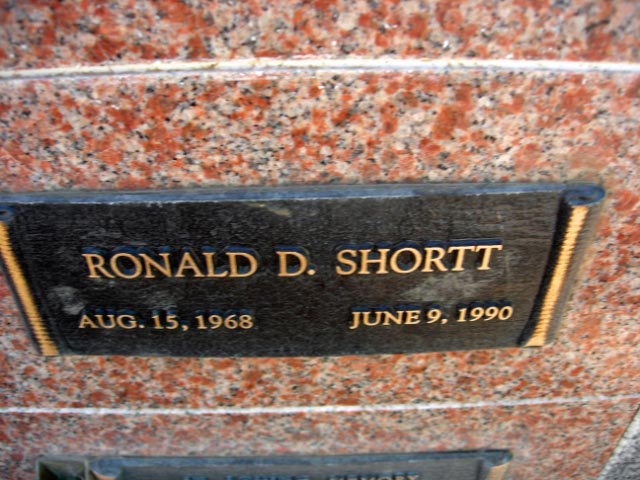 RONALD D. SHORTT
AUG. 15, 1968 JUNE 9, 1990